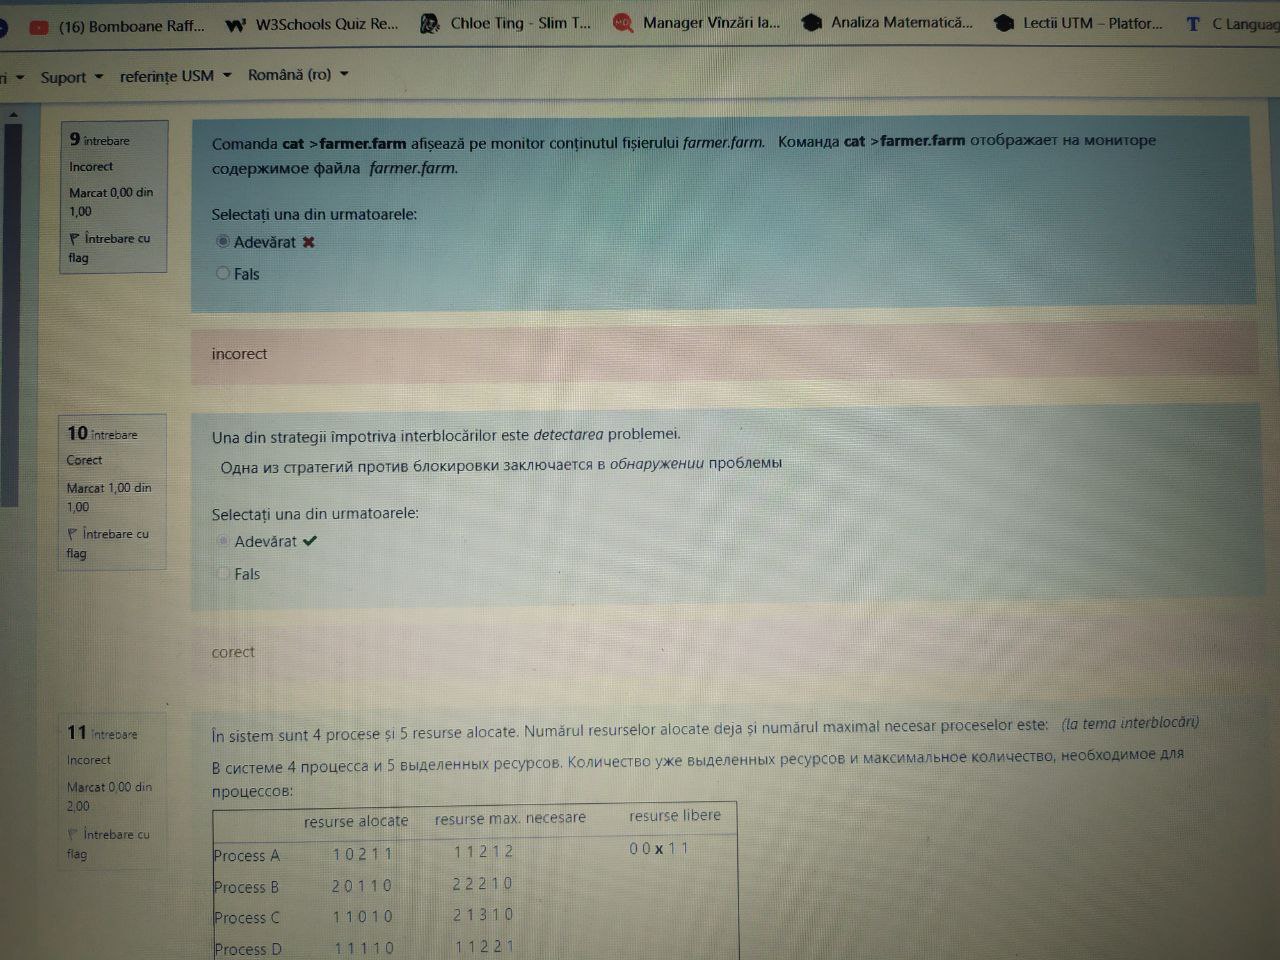 (16) Bomboane Raff... W3Schools Quiz Re... Chloe Ting - Slim T... Manager Vînzări la... Analiza Matematică... Lectii UTM – Platfor... T C Languag
ri Suport referințe USM Română (ro)
9 întrebare
Incorect
Marcat 0,00 din
1,00
Întrebare cu
flag
Comanda cat >farmer.farm afișează pe monitor conținutul fișierului farmer.farm. Команда cat >farmer.farm отображает на мониторе
содержимое файла farmer.farm.
Selectați una din urmatoarele:
Adevărat
Fals
incorect
10 întrebare
Corect
Marcat 1,00 din
1,00
Întrebare cu
flag
Una din strategii împotriva interblocărilor este detectarea problemei.
Одна из стратегий против блокировки заключается в обнаружении проблемы
Selectați una din urmatoarele:
Adevărat
Fals
corect
11 întrebare
Incorect
Marcat 0,00 din
2,00
Întrebare cu
flag
În sistem sunt 4 procese și 5 resurse alocate. Numărul resurselor alocate deja și numărul maximal necesar proceselor este: (la tema interblocări)
В системе 4 процесса и 5 выделенных ресурсов. Количество уже выделенных ресурсов и максимальное количество, необходимое для
процессов:
resurse alocate resurse max. necesare resurse libere
Process A 1 0 2 1 1 1 1 2 1 2 0 0 x 1 1
Process B 2 0 1 1 0 2 2 2 1 0
Process C 1 1 0 1 0 2 1 3 1 0
Process D 1 1 1 1 0 1 1 2 2 1